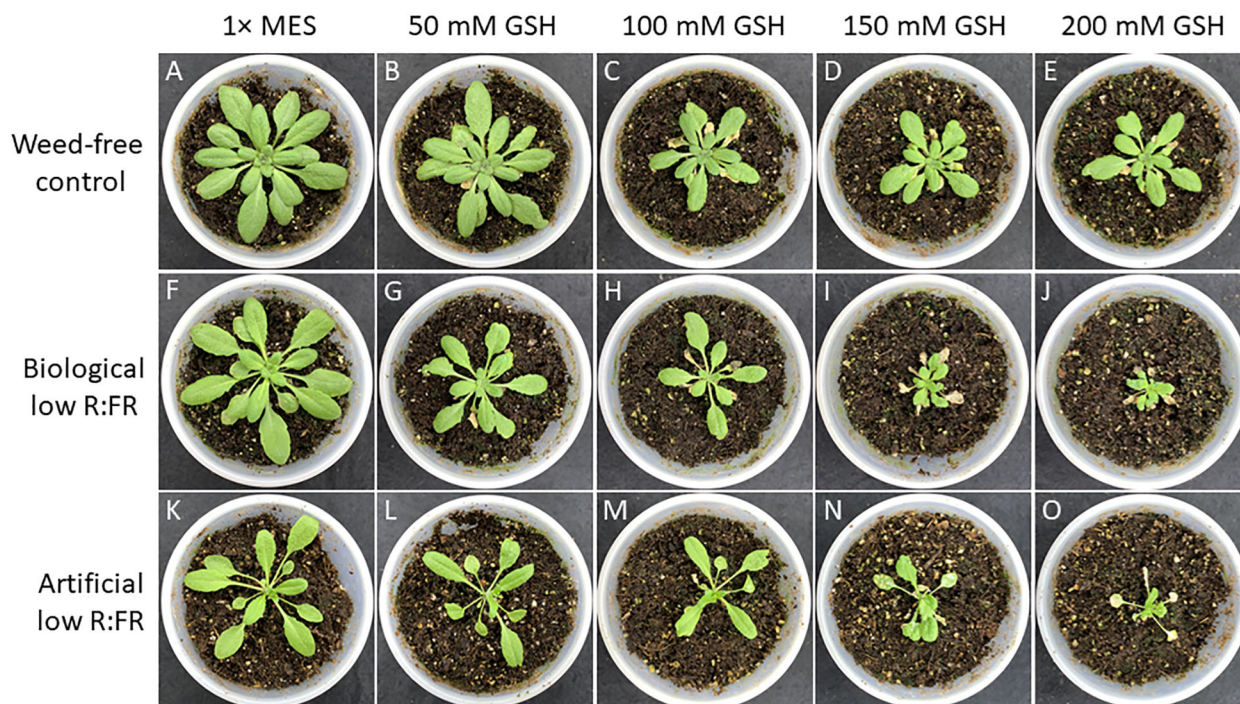 1× MES 50 mM GSH 100 mM GSH 150 mM GSH 200 mM GSH
Weed-free
control
A B C D E
Biological
low R:FR
F G H I J
Artificial
low R:FR
K L M N O